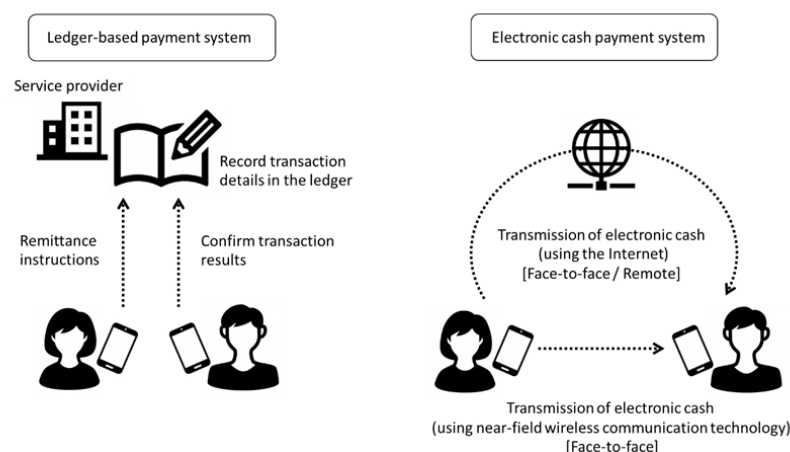 Ledger-based payment system
Service provider
Record transaction
details in the ledger
Remittance
instructions
Confirm transaction
results
Electronic cash payment system
Transmission of electronic cash
(using the Internet)
[Face-to-face / Remote]
Transmission of electronic cash
(using near-field wireless communication technology)
[Face-to-face]